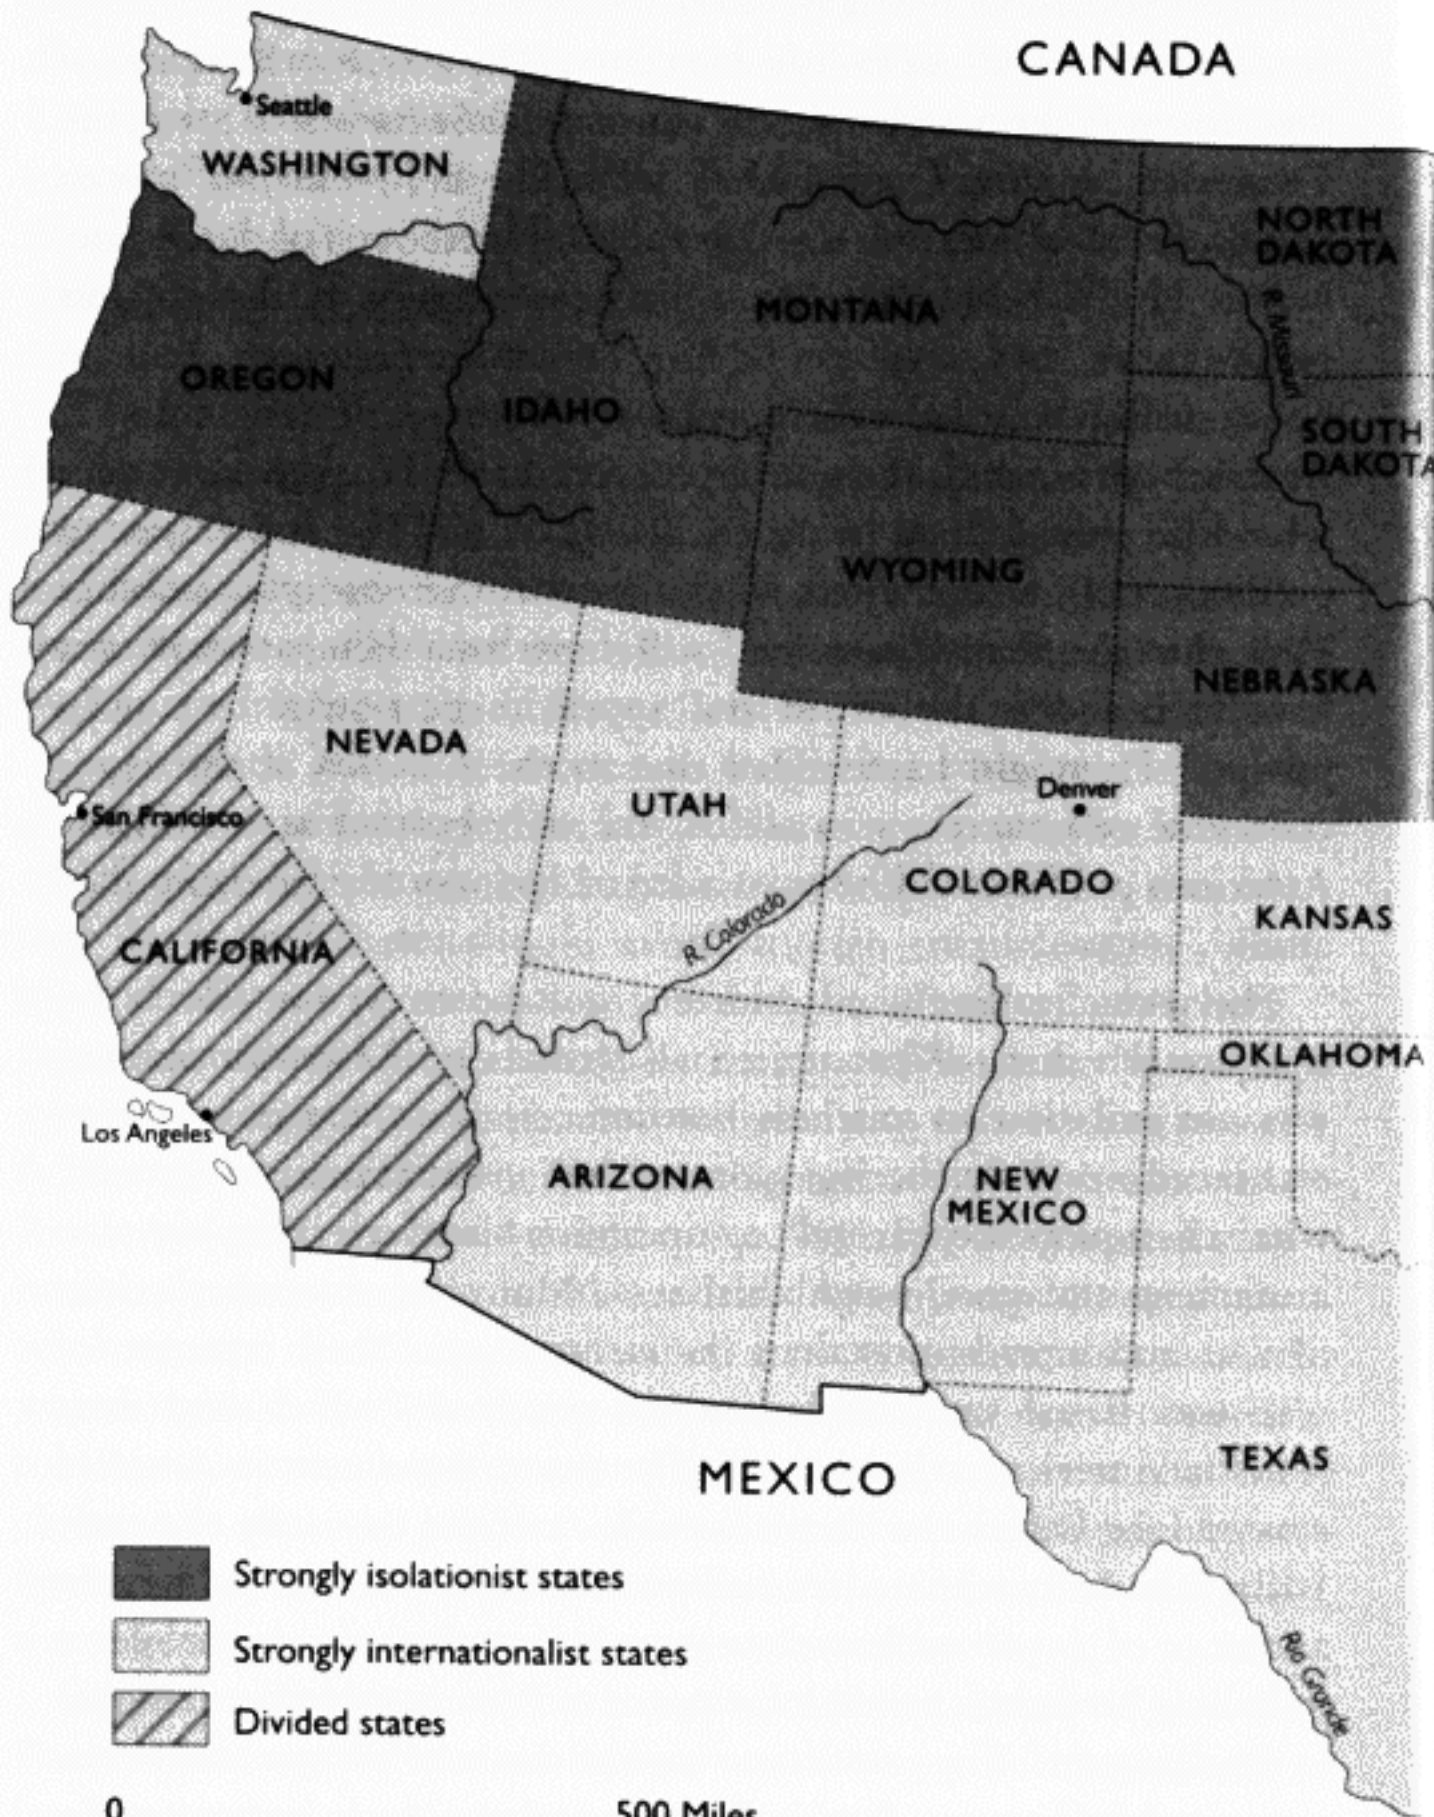 CANADA
Seattle
WASHINGTON
NORTH
DAKOTA
R. Missouri
MONTANA
OREGON
IDAHO
SOUTH
DAKOTA
WYOMING
NEBRASKA
NEVADA
Denver
UTAH
San Francisco
COLORADO
KANSAS
R. Colorado
CALIFORNIA
OKLAHOMA
Los Angeles
ARIZONA
NEW
MEXICO
TEXAS
MEXICO
Strongly isolationist states
Strongly internationalist states
Rio Grande
Divided states
0 500 Miles